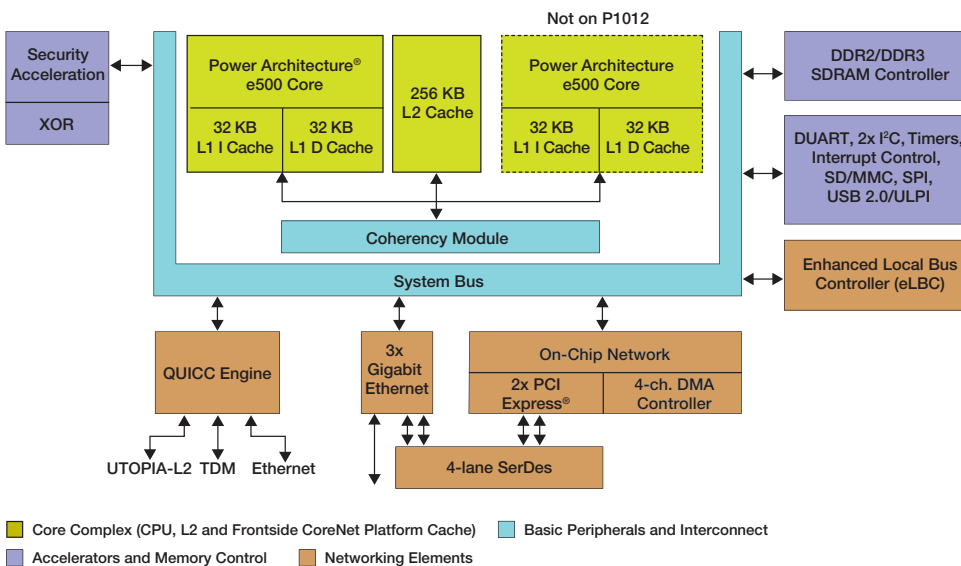 Not on P1012
Security
Acceleration
XOR
Power Architecture®
e500 Core
32 KB
L1 I Cache
32 KB
L1 D Cache
256 KB
L2 Cache
Power Architecture
e500 Core
32 KB
L1 I Cache
32 KB
L1 D Cache
DDR2/DDR3
SDRAM Controller
DUART, 2x I²C, Timers,
Interrupt Control,
SD/MMC, SPI,
USB 2.0/ULPI
Coherency Module
System Bus
Enhanced Local Bus
Controller (eLBC)
QUICC Engine
3x
Gigabit
Ethernet
On-Chip Network
2x PCI
Express®
4-ch. DMA
Controller
UTOPIA-L2
TDM
Ethernet
4-lane SerDes
Core Complex (CPU, L2 and Frontside CoreNet Platform Cache)
Basic Peripherals and Interconnect
Accelerators and Memory Control
Networking Elements